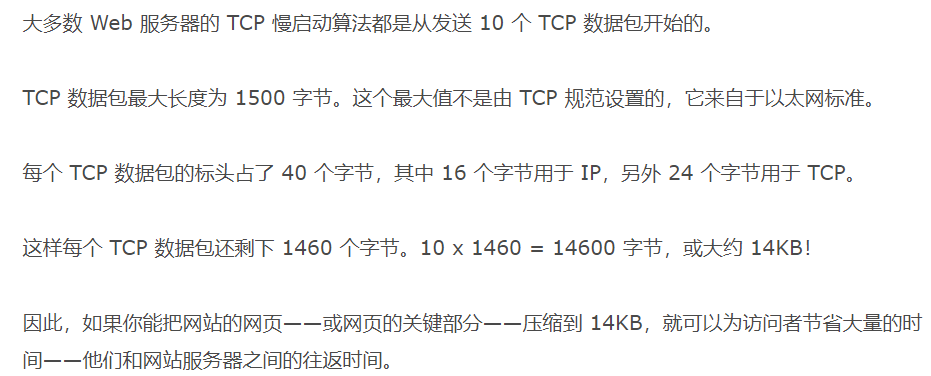 大多数 Web 服务器的 TCP 慢启动算法都是从发送 10 个 TCP 数据包开始的。
TCP 数据包最大长度为 1500 字节。这个最大值不是由 TCP 规范设置的，它来自于以太网标准。
每个 TCP 数据包的标头占了 40 个字节，其中 16 个字节用于 IP，另外 24 个字节用于 TCP。
这样每个 TCP 数据包还剩下 1460 个字节。10 x 1460 = 14600 字节，或大约 14KB！
因此，如果你能把网站的网页——或网页的关键部分——压缩到 14KB，就可以为访问者节省大量的时
间——他们和网站服务器之间的往返时间。